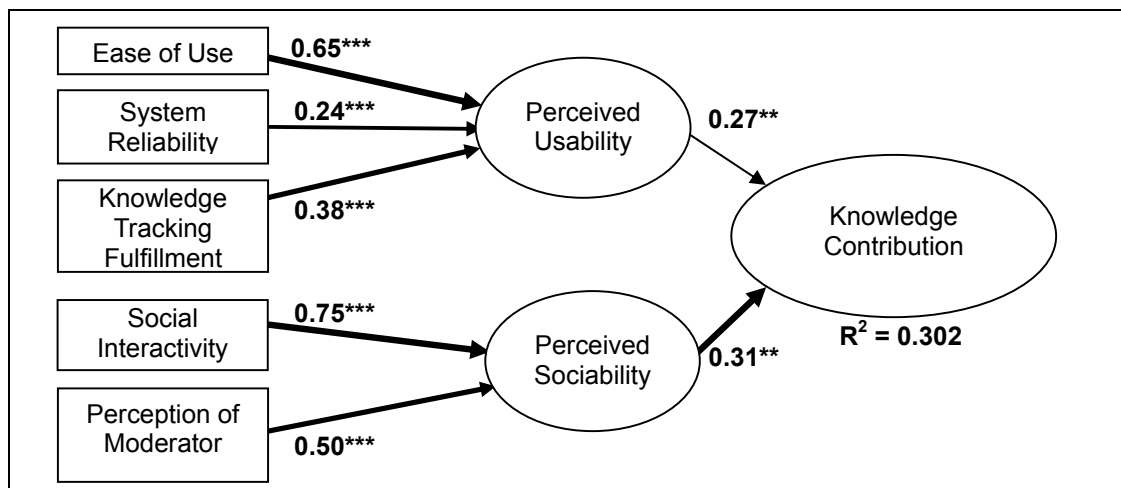 Ease of Use
0.65***
System
Reliability
0.24***
Knowledge
Tracking
Fulfillment
0.38***
Perceived
Usability
0.27**
Knowledge
Contribution
R² = 0.302
Social
Interactivity
0.75***
Perception of
Moderator
0.50***
Perceived
Sociability
0.31**